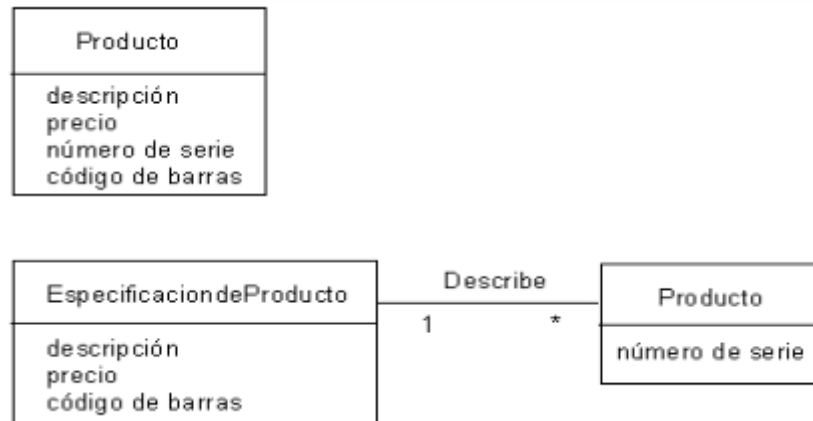 Producto
descripción
precio
número de serie
código de barras
EspecificaciondeProducto
descripción
precio
código de barras
Describe
1 *
Producto
número de serie